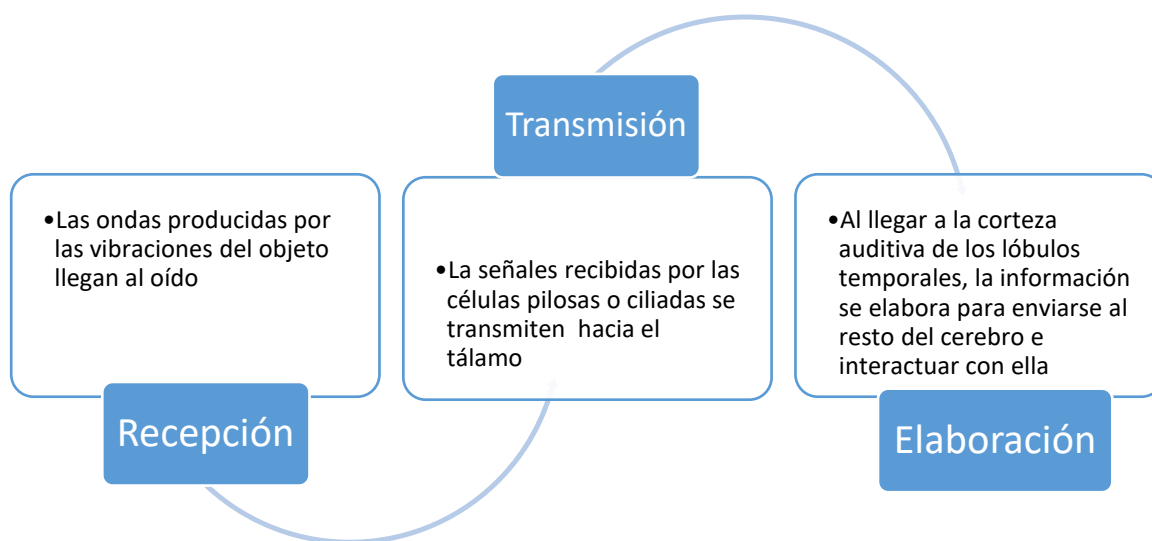 •Las ondas producidas por
las vibraciones del objeto
llegan al oído
Recepción
Transmisión
•La señales recibidas por las
células pilosas o ciliadas se
transmiten hacia el
tálamo
•Al llegar a la corteza
auditiva de los lóbulos
temporales, la información
se elabora para enviarse al
resto del cerebro e
interactuar con ella
Elaboración